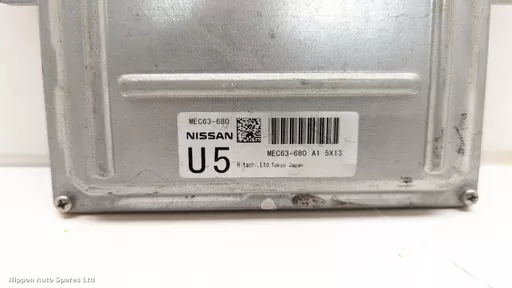 MEC63-680
NISSAN
MEC63-680 A1 5X13
U5
Hitachi,Ltd.Tokyo Japan
Nippon Auto Spares Ltd